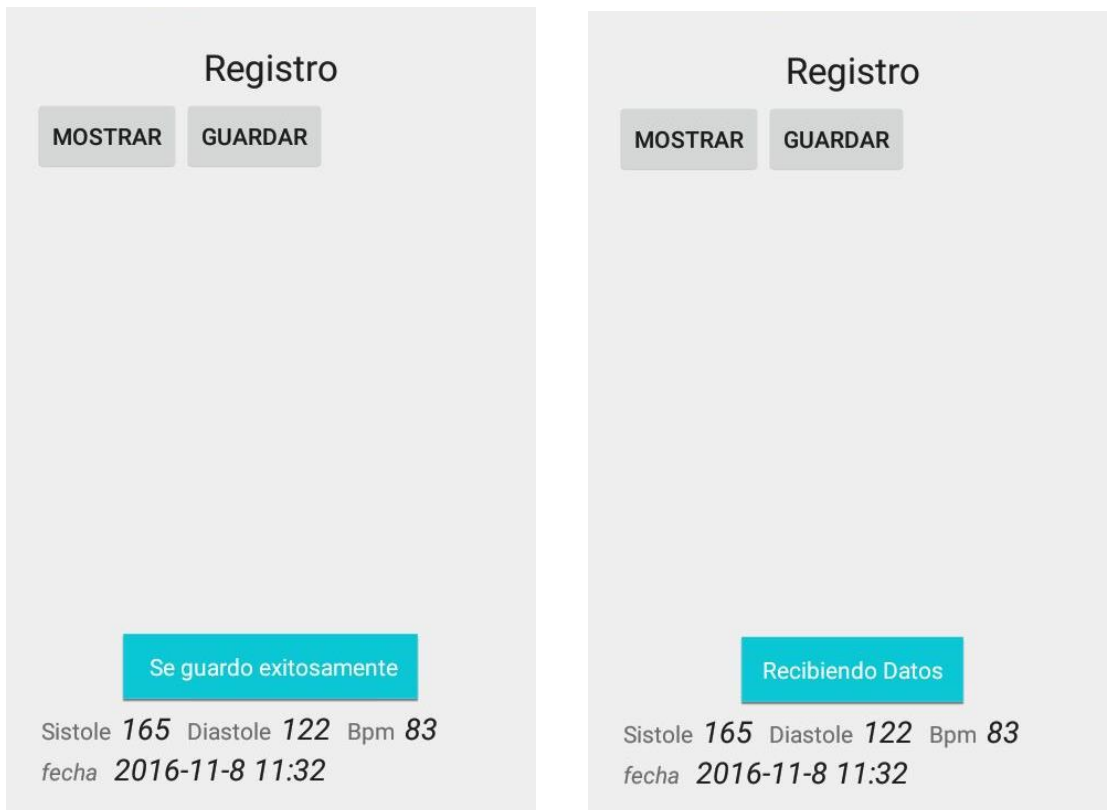 Registro
MOSTRAR GUARDAR
Se guardo exitosamente
Sistole 165 Diastole 122 Bpm 83
fecha 2016-11-8 11:32
Registro
MOSTRAR GUARDAR
Recibiendo Datos
Sistole 165 Diastole 122 Bpm 83
fecha 2016-11-8 11:32